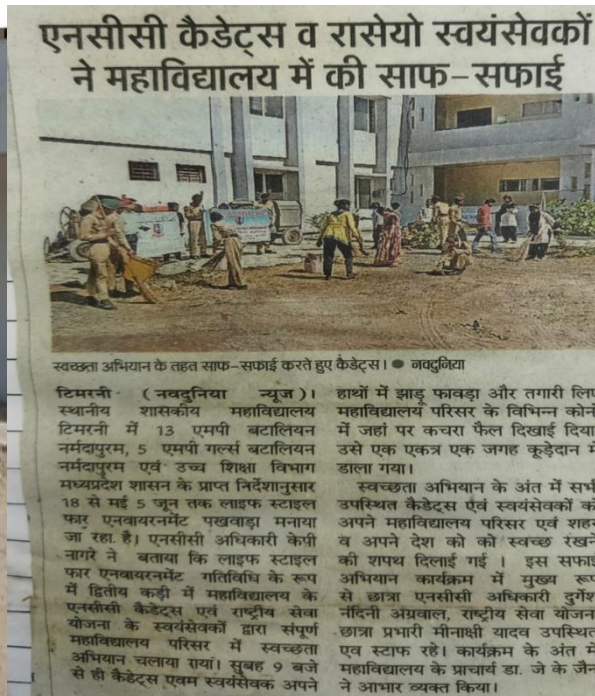 एनसीसी कैडेट्स व रासेयो स्वयंसेवकों
ने महाविद्यालय में की साफ-सफाई
स्वच्छता अभियान के तहत साफ-सफाई करते हुए कैडेट्स। ● नवदुनिया
टिमरनी (नवदुनिया न्यूज)।
स्थानीय शासकीय महाविद्यालय
टिमरनी में 13 एमपी बटालियन
नर्मदापुरम, 5 एमपी गर्ल्स बटालियन
नर्मदापुरम एवं उच्च शिक्षा विभाग
मध्यप्रदेश शासन के प्राप्त निर्देशानुसार
18 से मई 5 जून तक लाइफ स्टाइल
फार एनवायरनमेंट पखवाड़ा मनाया
जा रहा है। एनसीसी अधिकारी केपी
नागरे ने बताया कि लाइफ स्टाइल
फार एनवायरनमेंट गतिविधि के रूप
में द्वितीय कड़ी में महाविद्यालय के
एनसीसी कैडेट्स एवं राष्ट्रीय सेवा
योजना के स्वयंसेवकों द्वारा संपूर्ण
महाविद्यालय परिसर में स्वच्छता
अभियान चलाया गया। सुबह 9 बजे
से ही कैडेट्स एवम स्वयंसेवक अपने
हाथों में झाड़ू फावड़ा और तगारी लिए
महाविद्यालय परिसर के विभिन्न कोनों
में जहां पर कचरा फैल दिखाई दिया
उसे एक एकत्र एक जगह कूड़ेदान में
डाला गया।
स्वच्छता अभियान के अंत में सभी
उपस्थित कैडेट्स एवं स्वयंसेवकों को
अपने महाविद्यालय परिसर एवं शहर
व अपने देश को को स्वच्छ रखने
की शपथ दिलाई गई । इस सफाई
अभियान कार्यक्रम में मुख्य रूप
से छात्रा एनसीसी अधिकारी दुर्गेश
नंदिनी अग्रवाल, राष्ट्रीय सेवा योजना
छात्रा प्रभारी मीनाक्षी यादव उपस्थित
एव स्टाफ रहे। कार्यक्रम के अंत में
महाविद्यालय के प्राचार्य डा. जे के जैन
ने आभार व्यक्त किया।